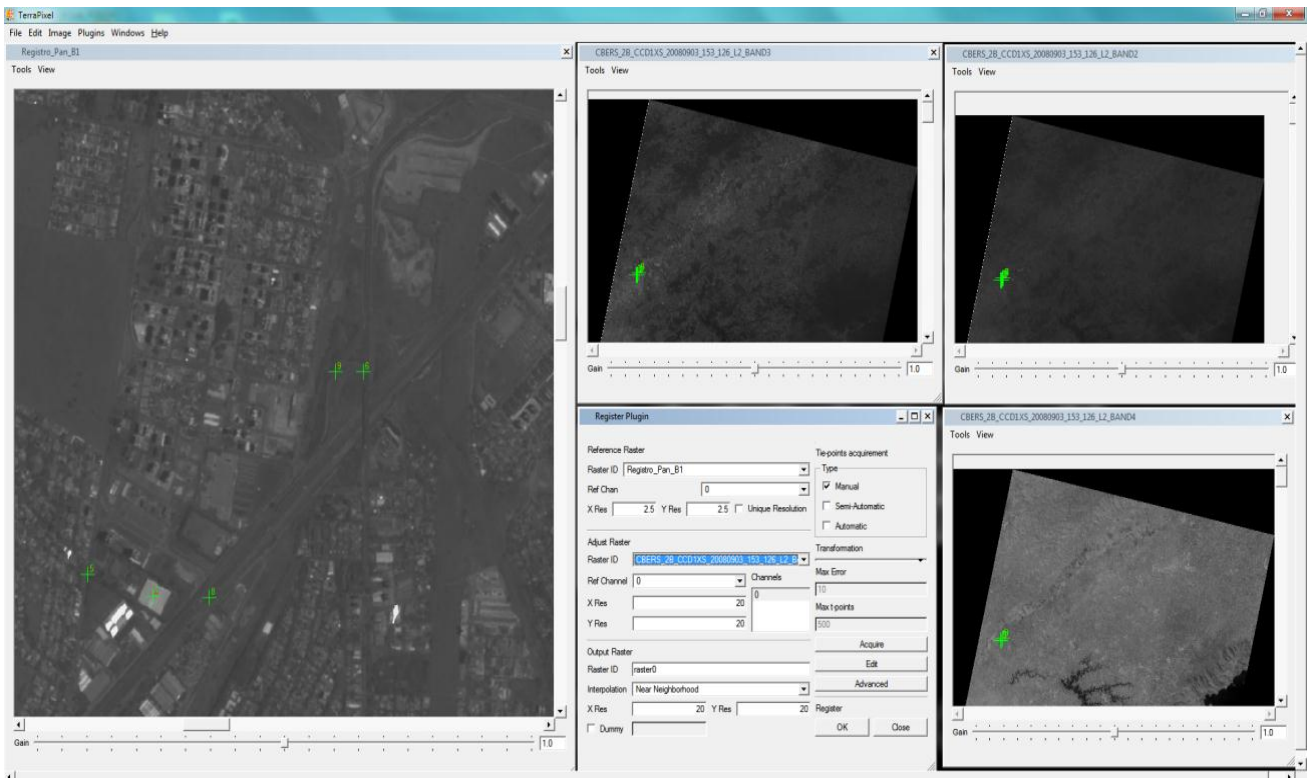 TerraPixel
File Edit Image Plugins Windows Help
Registro_Pan_B1
Tools View
9
6
5
8
Gain
1.0
CBERS_2B_CCD1XS_20080903_153_126_L2_BAND3
Tools View
Gain
1.0
CBERS_2B_CCD1XS_20080903_153_126_L2_BAND2
Tools View
Gain
1.0
Register Plugin
Reference Raster
Raster ID Registro_Pan_B1
Ref Chan 0
X Res 2.5 Y Res 2.5 Unique Resolution
Adjust Raster
Raster ID CBERS_2B_CCD1XS_20080903_153_126_L2_B
Ref Channel 0
Channels
0
X Res 20
Y Res 20
Output Raster
Raster ID raster0
Interpolation Near Neighborhood
X Res 20 Y Res 20
Dummy
Tie-points acquirement
Type
Manual
Semi-Automatic
Automatic
Transformation
Max Error
10
Max t-points
500
Acquire
Edit
Advanced
Register
OK Close
CBERS_2B_CCD1XS_20080903_153_126_L2_BAND4
Tools View
Gain
1.0